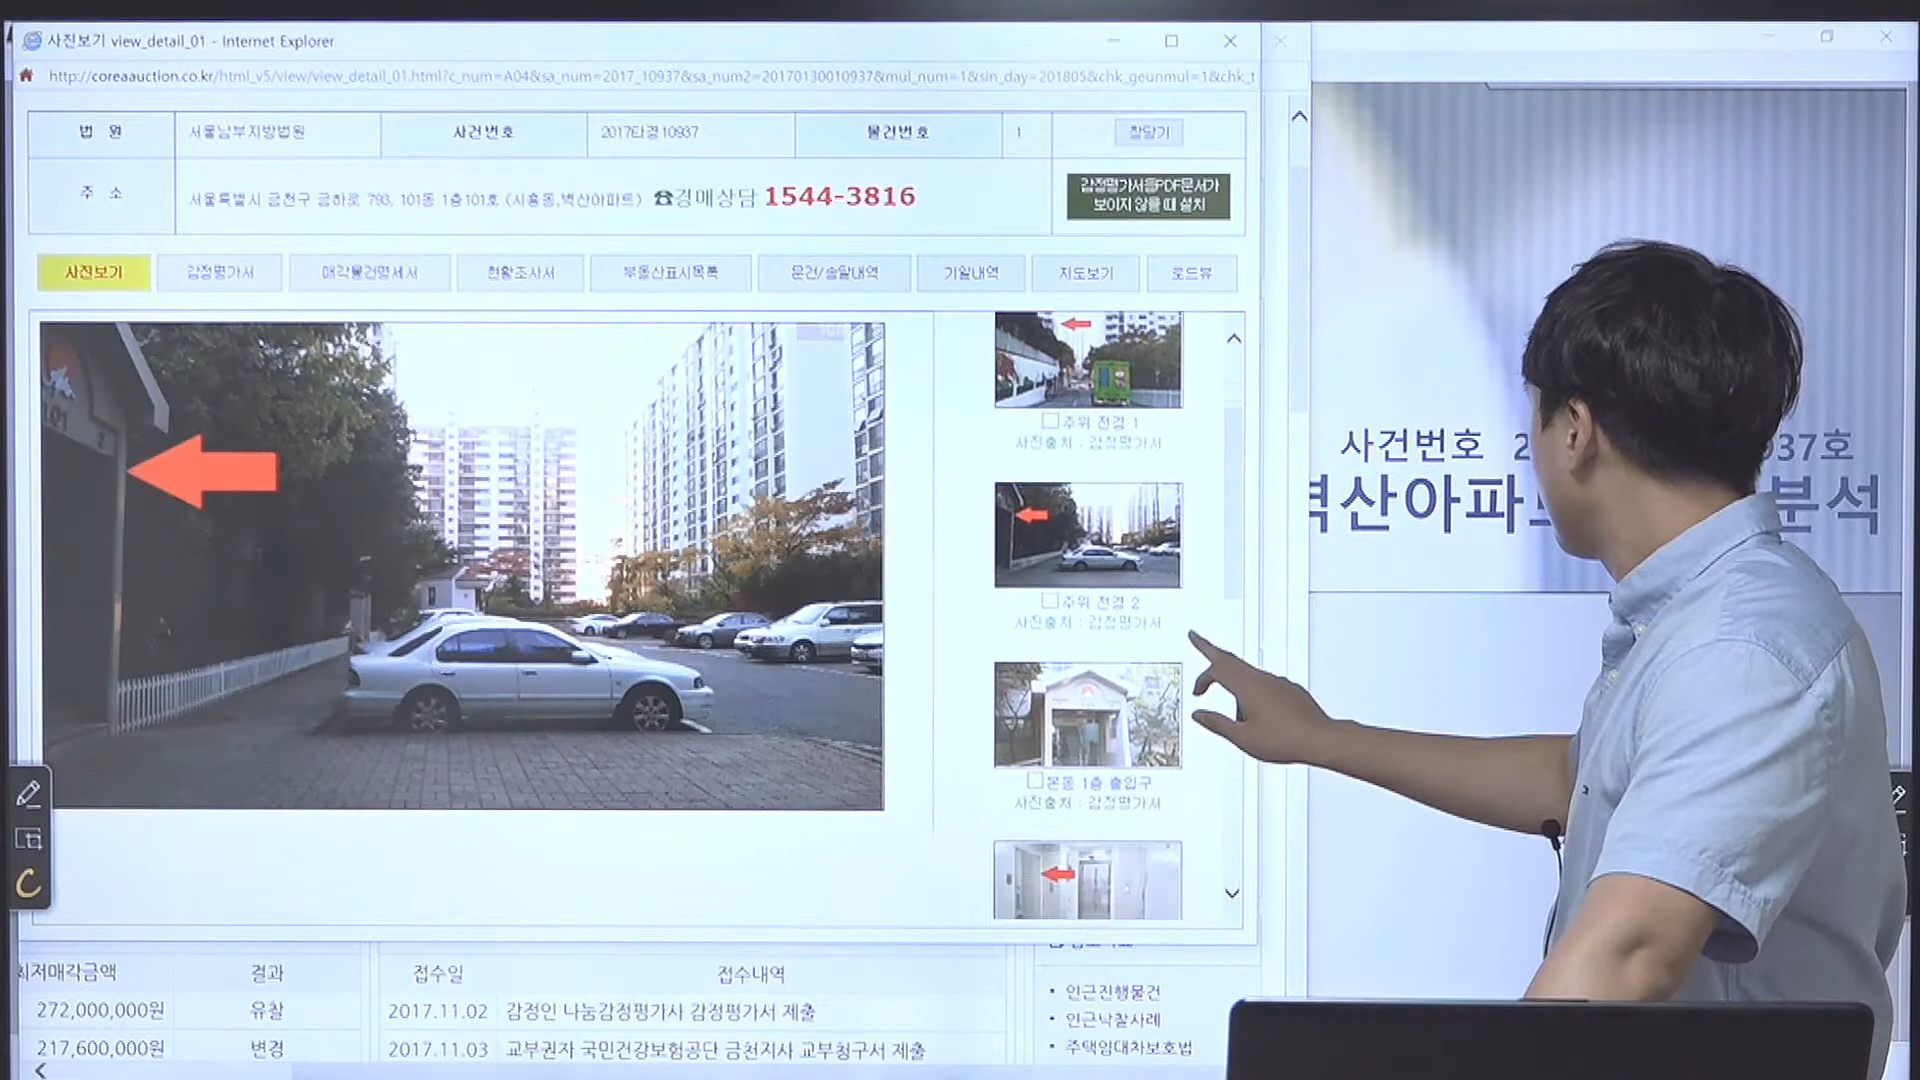 사진보기 view_detail_01 - Internet Explorer
http://coreaauction.co.kr/html_v5/view/view_detail_01.html?c_num=A04&sa_num=2017_10937&sa_num2=20170130010937&mul_num=1&sin_day=201805&chk_geunmul=1&chk_t
법 원 서울남부지방법원 사건번호 2017타경10937 물건번호 1 창닫기
주 소 서울특별시 금천구 금하로 793, 101동 1층101호 (시흥동,벽산아파트) ☎경매상담 1544-3816
감정평가서등PDF문서가
보이지 않을 때 설치
사진보기 감정평가서 매각물건명세서 현황조사서 부동산표시목록 문건/송달내역 기일내역 지도보기 로드뷰
101
2
주위 전경 1
사진출처 : 감정평가서
주위 전경 2
사진출처 : 감정평가서
본동 1층 출입구
사진출처 : 감정평가서
사건번호 2 937호
벽산아파 분석
최저매각금액 결과 접수일 접수내역
272,000,000원 유찰 2017.11.02 감정인 나눔감정평가사 감정평가서 제출
217,600,000원 변경 2017.11.03 교부권자 국민건강보험공단 금천지사 교부청구서 제출
• 인근진행물건
• 인근낙찰사례
• 주택임대차보호법